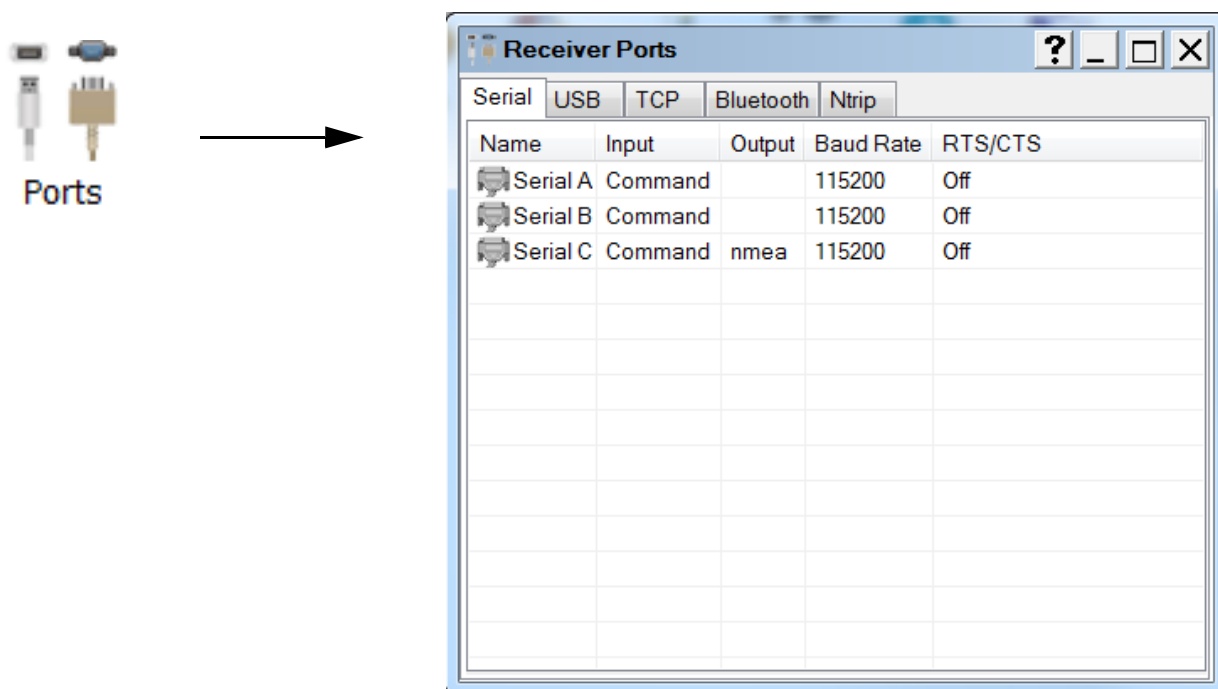 Ports
Receiver Ports
?
Serial USB TCP Bluetooth Ntrip
Name Input Output Baud Rate RTS/CTS
Serial A Command 115200 Off
Serial B Command 115200 Off
Serial C Command nmea 115200 Off